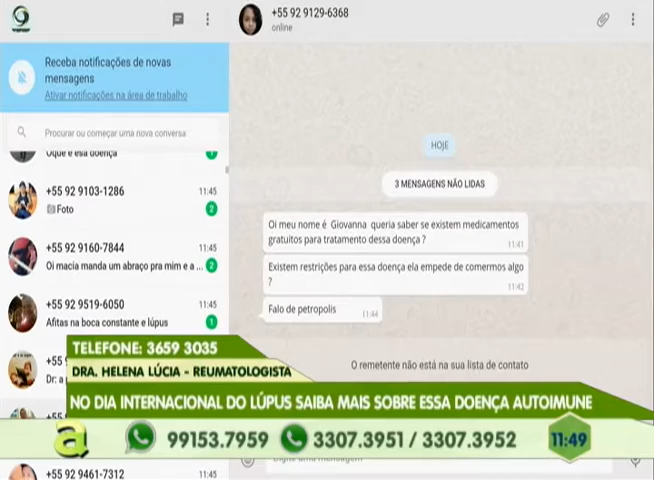 Receba notificações de novas
mensagens
Ativar notificações na área de trabalho
Procurar ou começar uma nova conversa
Oque e esa doença
1
+55 92 9103-1286
11:45
Foto
2
+55 92 9160-7844
11:45
Oi macia manda um abraço pra mim e a ...
2
+55 92 9519-6050
11:45
Afitas na boca constante e lúpus
1
+55 9
Dr: a
+55
+55 92 9461-7312
11:45
+55 92 9129-6368
online
HOJE
3 MENSAGENS NÃO LIDAS
Oi meu nome é Giovanna queria saber se existem medicamentos
gratuitos para tratamento dessa doença ?
11:41
Existem restrições para essa doença ela empede de comermos algo
?
11:42
Falo de petropolis
11:44
O remetente não está na sua lista de contato
TELEFONE: 3659 3035
DRA. HELENA LÚCIA - REUMATOLOGISTA
NO DIA INTERNACIONAL DO LÚPUS SAIBA MAIS SOBRE ESSA DOENÇA AUTOIMUNE
a
99153.7959
3307.3951 / 3307.3952
11:49